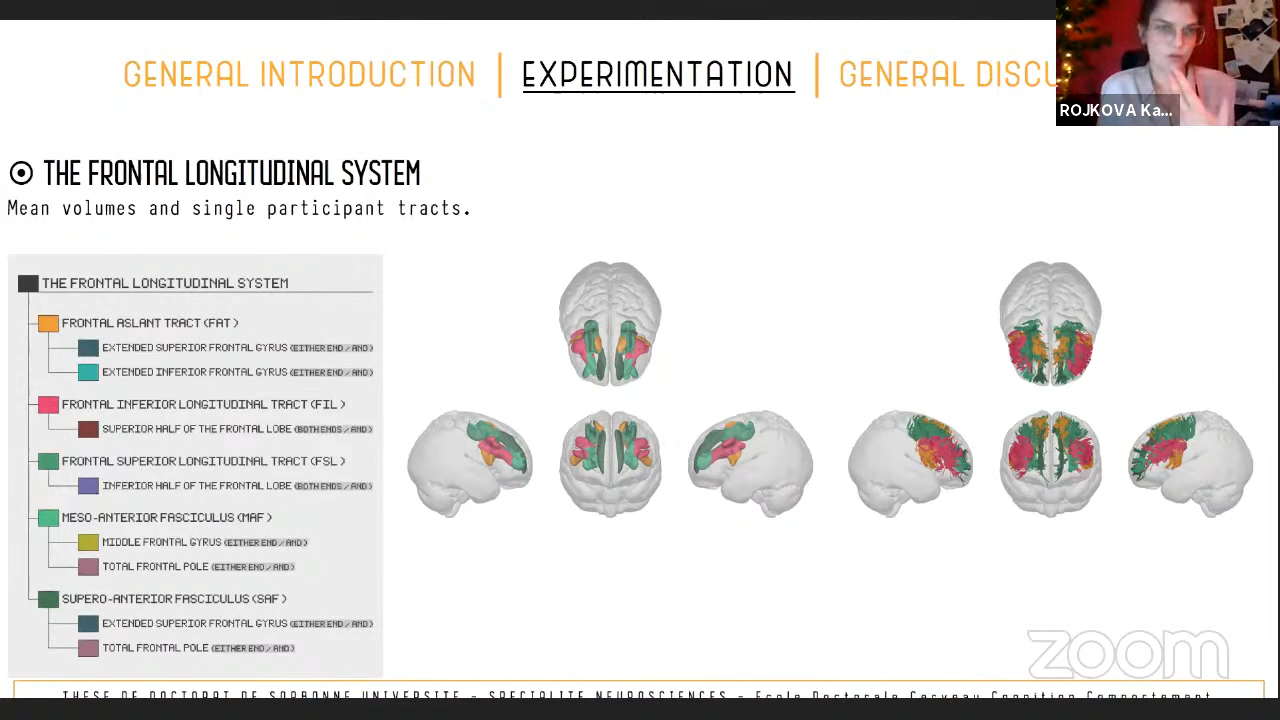 GENERAL INTRODUCTION | EXPERIMENTATION | GENERAL DISCU
ROJKOVA Ka...
THE FRONTAL LONGITUDINAL SYSTEM
Mean volumes and single participant tracts.
THE FRONTAL LONGITUDINAL SYSTEM
FRONTAL ASLANT TRACT (FAT)
EXTENDED SUPERIOR FRONTAL GYRUS (EITHER END / AND)
EXTENDED INFERIOR FRONTAL GYRUS (EITHER END / AND)
FRONTAL INFERIOR LONGITUDINAL TRACT (FIL)
SUPERIOR HALF OF THE FRONTAL LOBE (BOTH ENDS / AND)
FRONTAL SUPERIOR LONGITUDINAL TRACT (FSL)
INFERIOR HALF OF THE FRONTAL LOBE (BOTH ENDS / AND)
MESO-ANTERIOR FASCICULUS (MAF)
MIDDLE FRONTAL GYRUS (EITHER END / AND)
TOTAL FRONTAL POLE (EITHER END / AND)
SUPERO-ANTERIOR FASCICULUS (SAF)
EXTENDED SUPERIOR FRONTAL GYRUS (EITHER END / AND)
TOTAL FRONTAL POLE (EITHER END / AND)
zoom
THESE DE DOCTORAT DE SORBONNE UNIVERSITE - SPECIALITE NEUROSCIENCES - Ecole Doctorale Cerveau Cognition Comportement